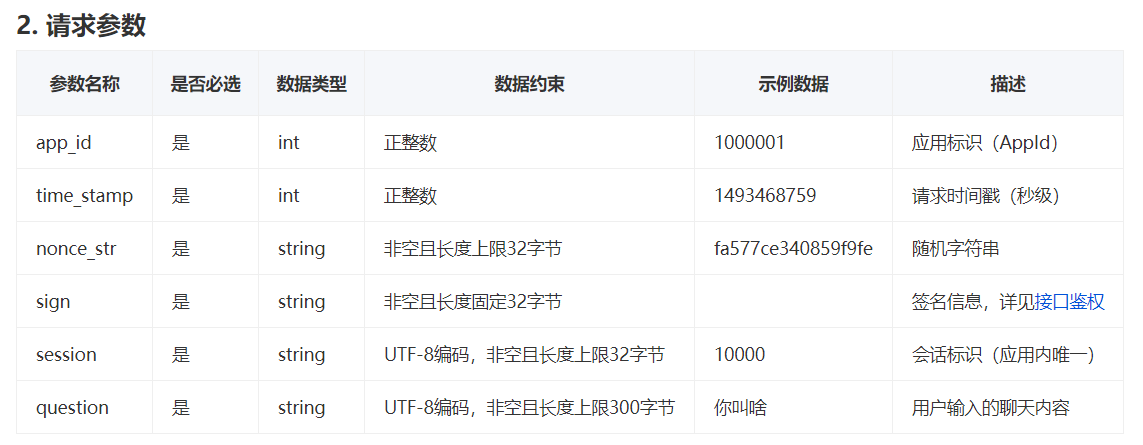 2. 请求参数
参数名称 是否必选 数据类型 数据约束 示例数据 描述
app_id 是 int 正整数 1000001 应用标识（AppId）
time_stamp 是 int 正整数 1493468759 请求时间戳（秒级）
nonce_str 是 string 非空且长度上限32字节 fa577ce340859f9fe 随机字符串
sign 是 string 非空且长度固定32字节 签名信息，详见接口鉴权
session 是 string UTF-8编码，非空且长度上限32字节 10000 会话标识（应用内唯一）
question 是 string UTF-8编码，非空且长度上限300字节 你叫啥 用户输入的聊天内容